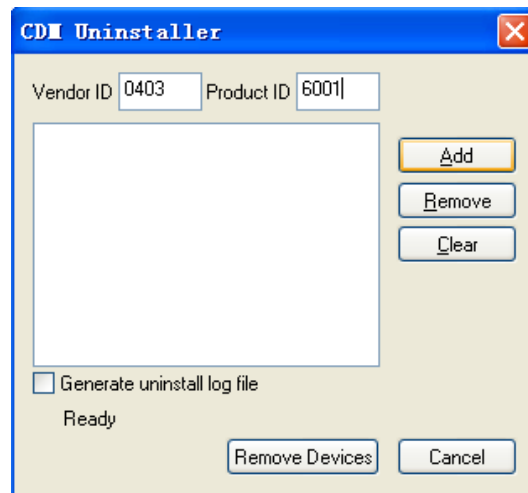 CDM Uninstaller
Vendor ID 0403 Product ID 6001
Add
Remove
Clear
Generate uninstall log file
Ready
Remove Devices Cancel